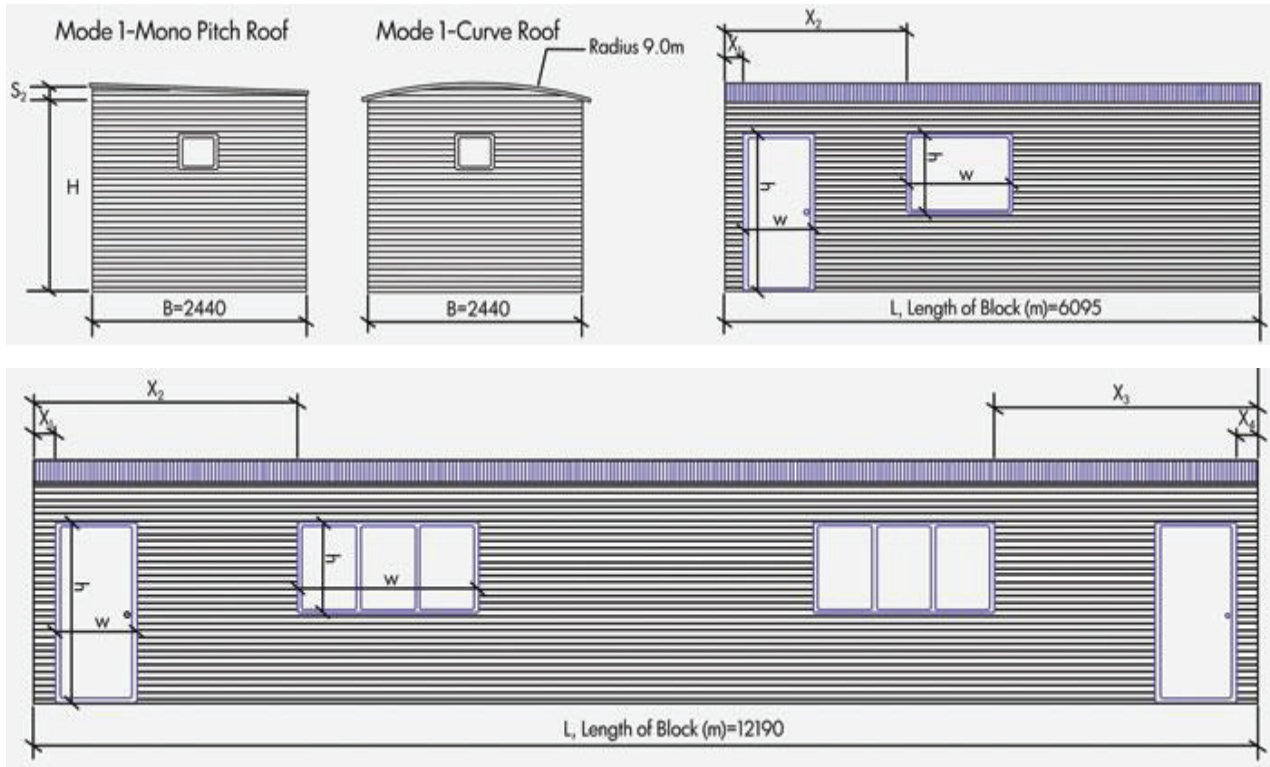 Mode 1-Mono Pitch Roof
Mode 1-Curve Roof
Radius 9.0m
S₂
H
B=2440
B=2440
X₂
X₁
h
w
h
w
L, Length of Block (m)=6095
X₂
X₁
X₃
X₄
h
w
h
w
L, Length of Block (m)=12190